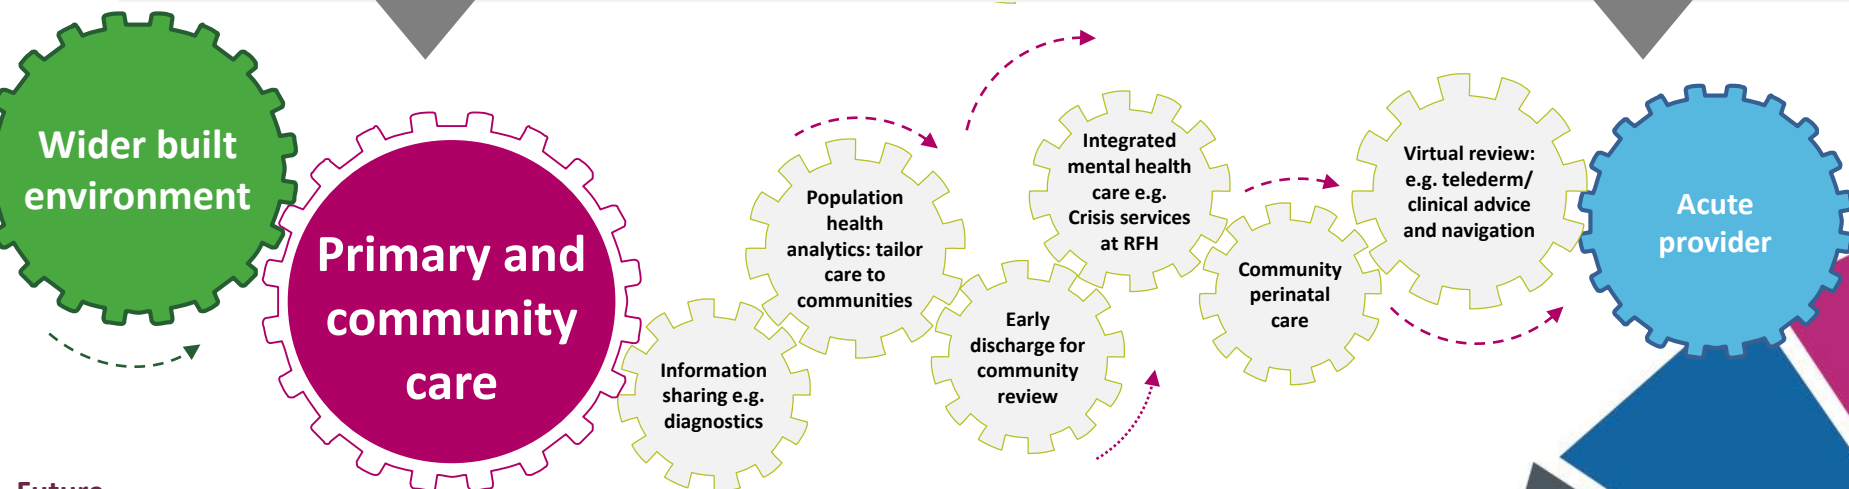 Wider built
environment
Primary and
community
care
Information
sharing e.g.
diagnostics
Population
health
analytics: tailor
care to
communities
Early
discharge for
community
review
Integrated
mental health
care e.g.
Crisis services
at RFH
Community
perinatal
care
Virtual review:
e.g. telederm/
clinical advice
and navigation
Acute
provider
Future